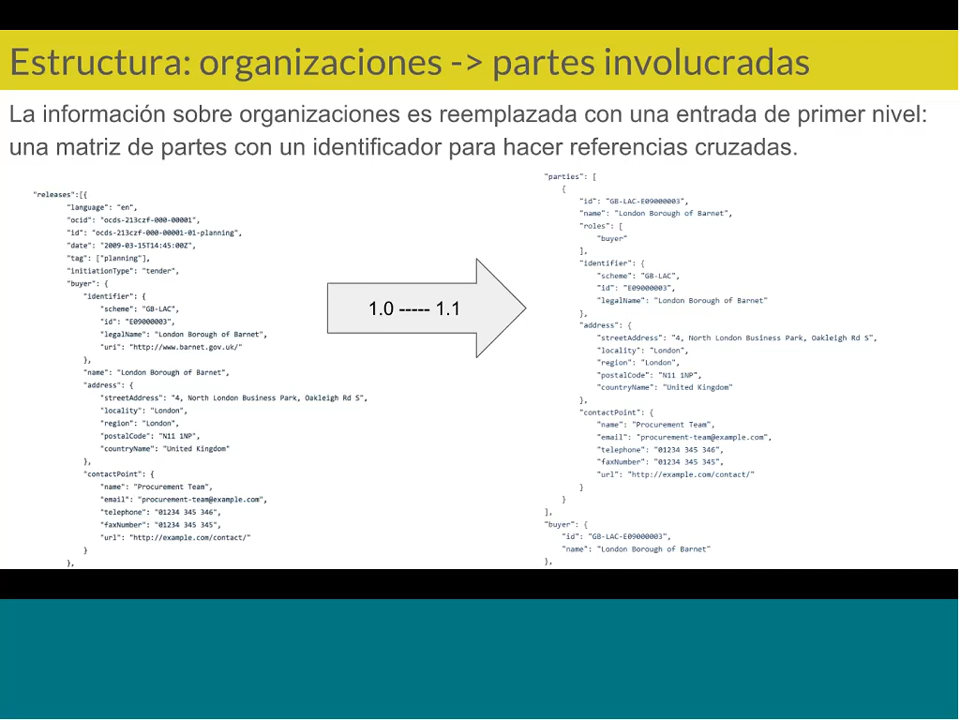 Estructura: organizaciones -> partes involucradas
La información sobre organizaciones es reemplazada con una entrada de primer nivel:
una matriz de partes con un identificador para hacer referencias cruzadas.
"releases":[{
"language": "en",
"ocid": "ocds-213czf-000-00001",
"id": "ocds-213czf-000-00001-01-planning",
"date": "2009-03-15T14:45:00Z",
"tag": ["planning"],
"initiationType": "tender",
"buyer": {
"identifier": {
"scheme": "GB-LAC",
"id": "E09000003",
"legalName": "London Borough of Barnet",
"uri": "http://www.barnet.gov.uk/"
},
"name": "London Borough of Barnet",
"address": {
"streetAddress": "4, North London Business Park, Oakleigh Rd S",
"locality": "London",
"region": "London",
"postalCode": "N11 1NP",
"countryName": "United Kingdom"
},
"contactPoint": {
"name": "Procurement Team",
"email": "procurement-team@example.com",
"telephone": "01234 345 346",
"faxNumber": "01234 345 345",
"url": "http://example.com/contact/"
}
},
1.0 ----- 1.1
"parties": [
{
"id": "GB-LAC-E09000003",
"name": "London Borough of Barnet",
"roles": [
"buyer"
],
"identifier": {
"scheme": "GB-LAC",
"id": "E09000003",
"legalName": "London Borough of Barnet"
},
"address": {
"streetAddress": "4, North London Business Park, Oakleigh Rd S",
"locality": "London",
"region": "London",
"postalCode": "N11 1NP",
"countryName": "United Kingdom"
},
"contactPoint": {
"name": "Procurement Team",
"email": "procurement-team@example.com",
"telephone": "01234 345 346",
"faxNumber": "01234 345 345",
"url": "http://example.com/contact/"
}
}
],
"buyer": {
"id": "GB-LAC-E09000003",
"name": "London Borough of Barnet"
},